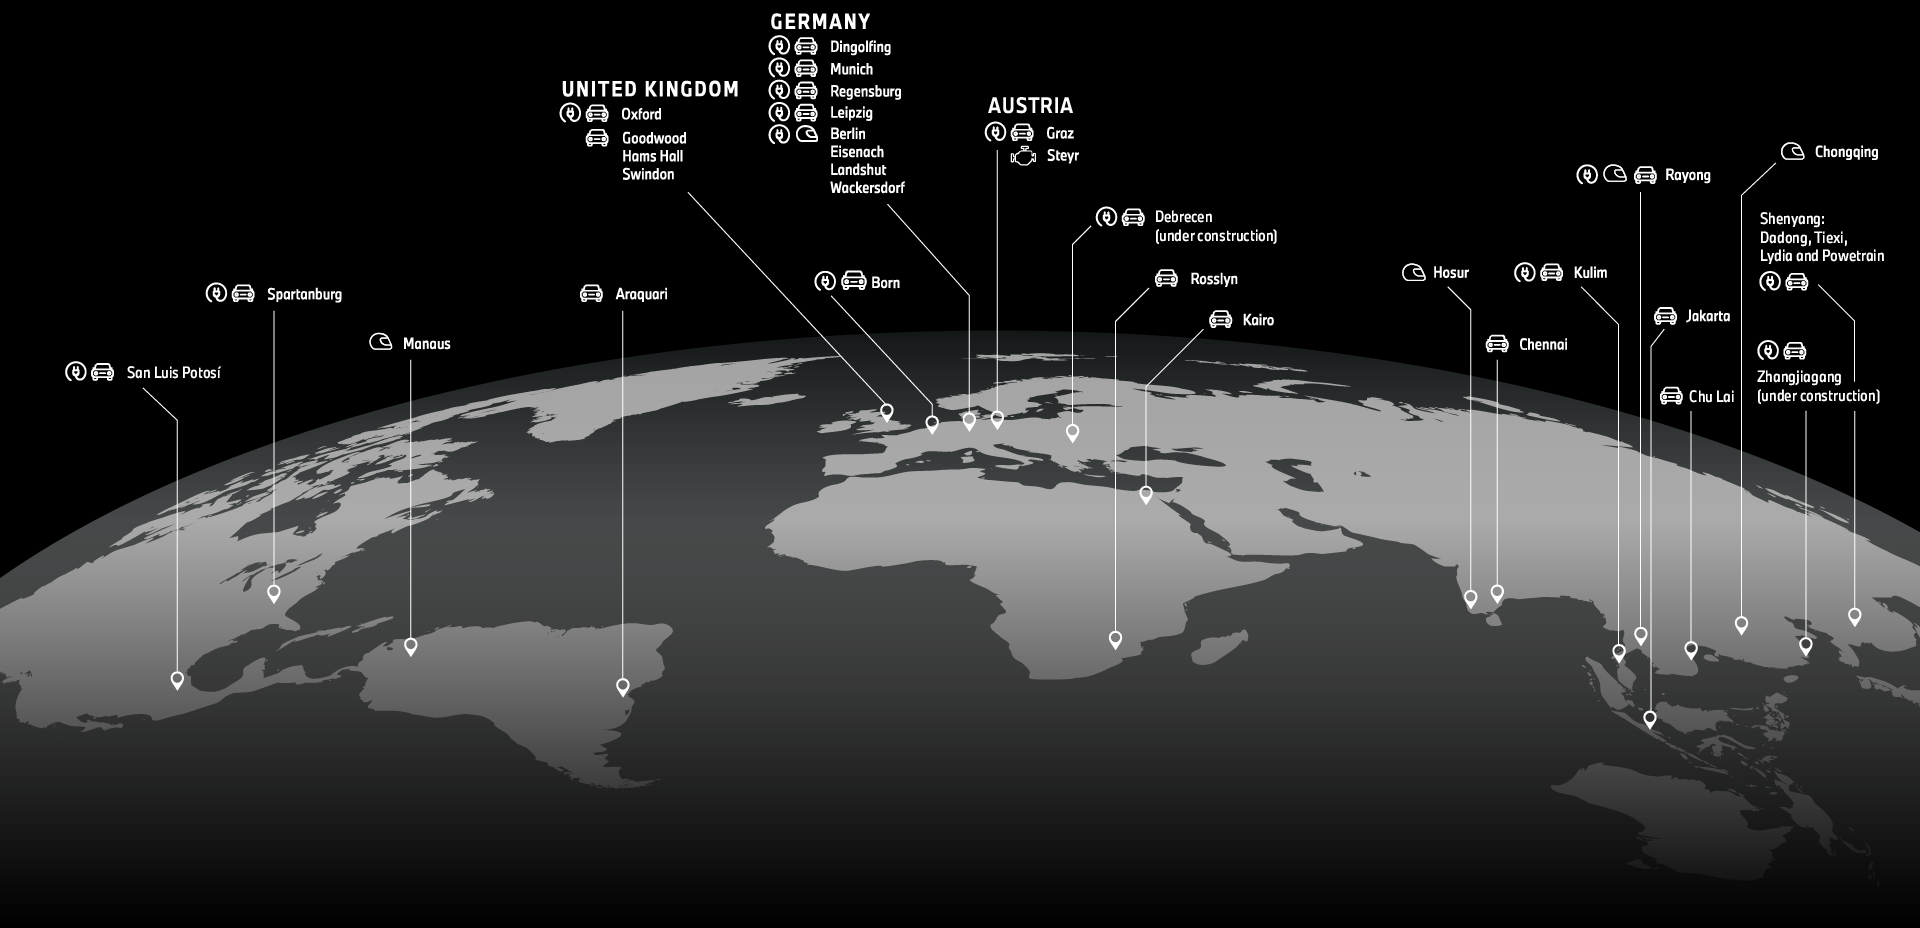 GERMANY
Dingolfing
Munich
Regensburg
Leipzig
Berlin
Eisenach
Landshut
Wackersdorf
UNITED KINGDOM
Oxford
Goodwood
Hams Hall
Swindon
AUSTRIA
Graz
Steyr
Chongqing
Rayong
Debrecen
(under construction)
Shenyang:
Dadong, Tiexi,
Lydia and Powetrain
Hosur
Kulim
Rosslyn
Born
Spartanburg
Araquari
Jakarta
Kairo
Manaus
Chennai
San Luis Potosí
Zhangjiagang
(under construction)
Chu Lai